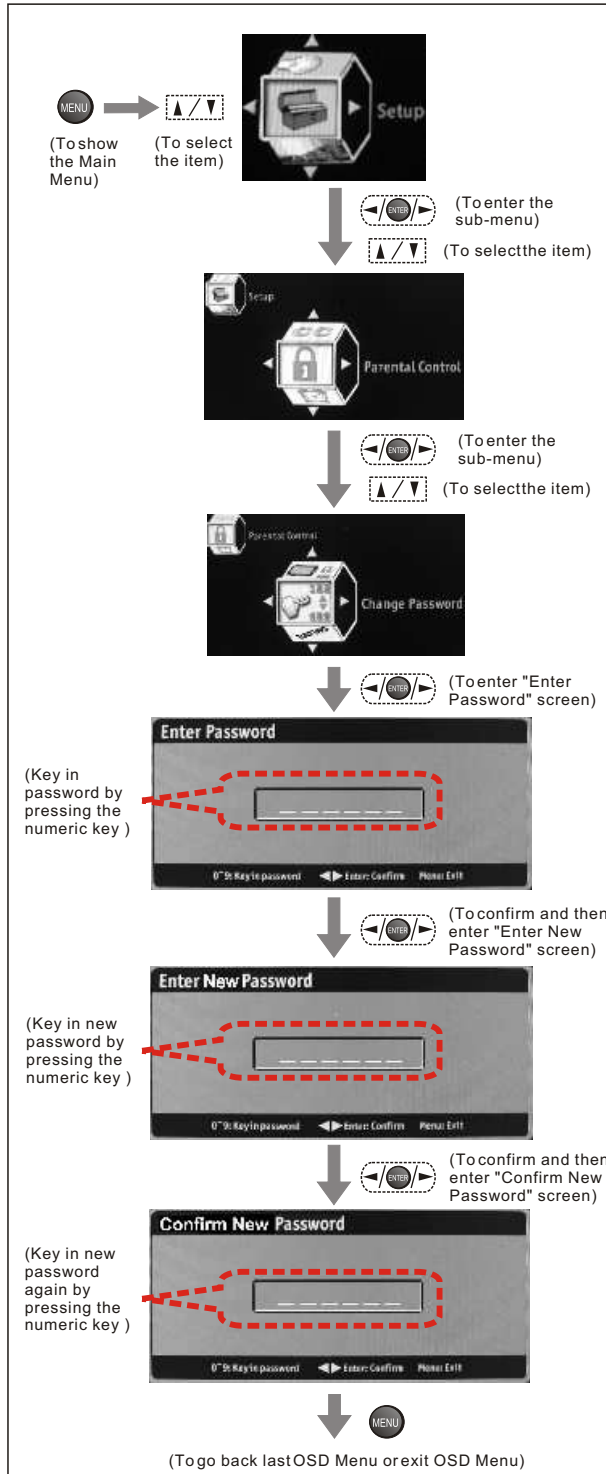 Setup
MENU
(To show
the Main
Menu)
(To select
the item)
ENTER
(To enter the
sub-menu)
(To select the item)
Setup
Parental Control
ENTER
(To enter the
sub-menu)
(To select the item)
Parental Control
Change Password
ENTER
(To enter "Enter
Password" screen)
Enter Password
(Key in
password by
pressing the
numeric key )
0~9: Key in password ◀▶ Enter: Confirm Menu: Exit
ENTER
(To confirm and then
enter "Enter New
Password" screen)
Enter New Password
(Key in new
password by
pressing the
numeric key )
0~9: Key in password ◀▶ Enter: Confirm Menu: Exit
ENTER
(To confirm and then
enter "Confirm New
Password" screen)
Confirm New Password
(Key in new
password
again by
pressing the
numeric key )
0~9: Key in password ◀▶ Enter: Confirm Menu: Exit
MENU
(To go back last OSD Menu or exit OSD Menu)